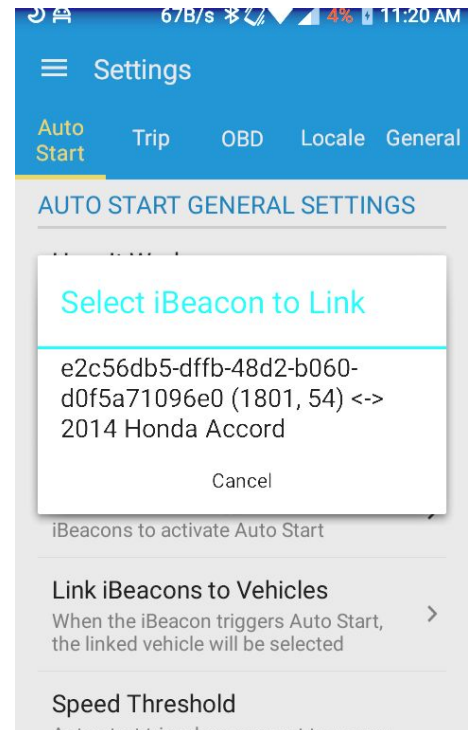 67B/s 4% 11:20 AM
Settings
Auto Start Trip OBD Locale General
AUTO START GENERAL SETTINGS
Select iBeacon to Link
e2c56db5-dffb-48d2-b060-
d0f5a71096e0 (1801, 54) <->
2014 Honda Accord
Cancel
iBeacons to activate Auto Start
Link iBeacons to Vehicles
When the iBeacon triggers Auto Start,
the linked vehicle will be selected
Speed Threshold